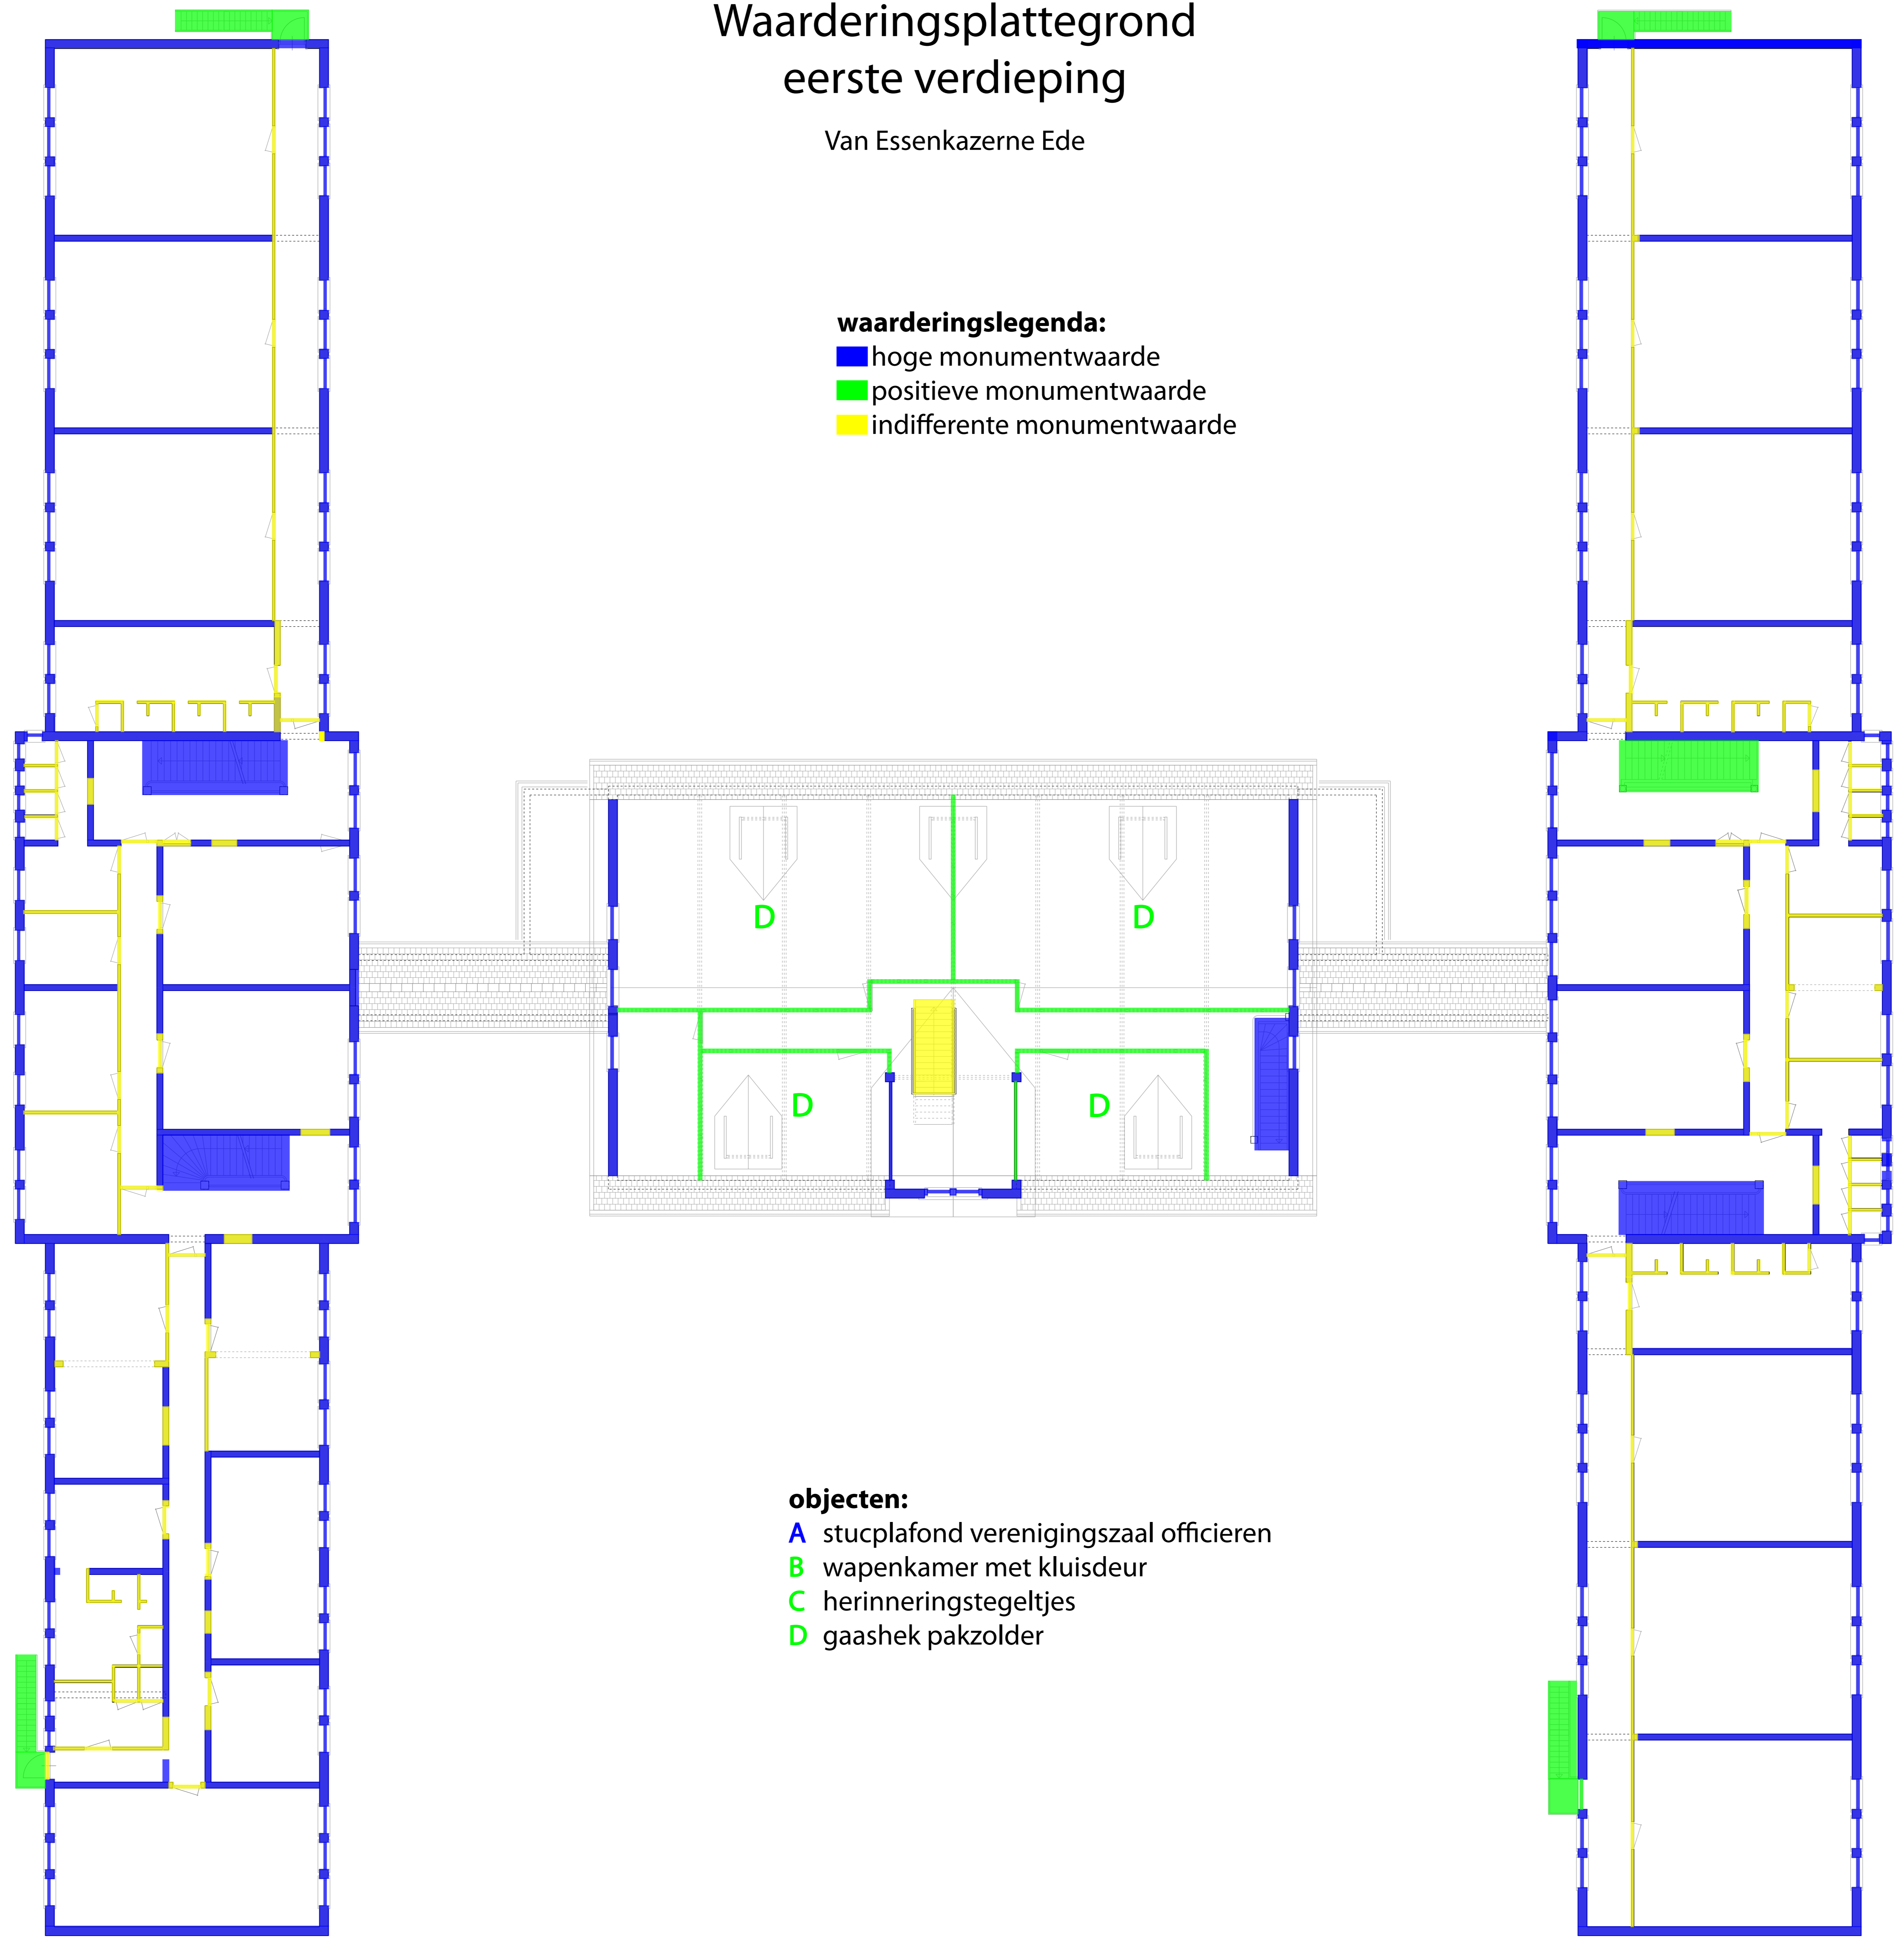 Waarderingsplattegrond
eerste verdieping
Van Essenkazerne Ede
waarderingslegenda:
hoge monumentwaarde
positieve monumentwaarde
indifferente monumentwaarde
D
D
D
D
objecten:
A stucplafond verenigingszaal officieren
B wapenkamer met kluisdeur
C herinneringstegeltjes
D gaashek pakzolder